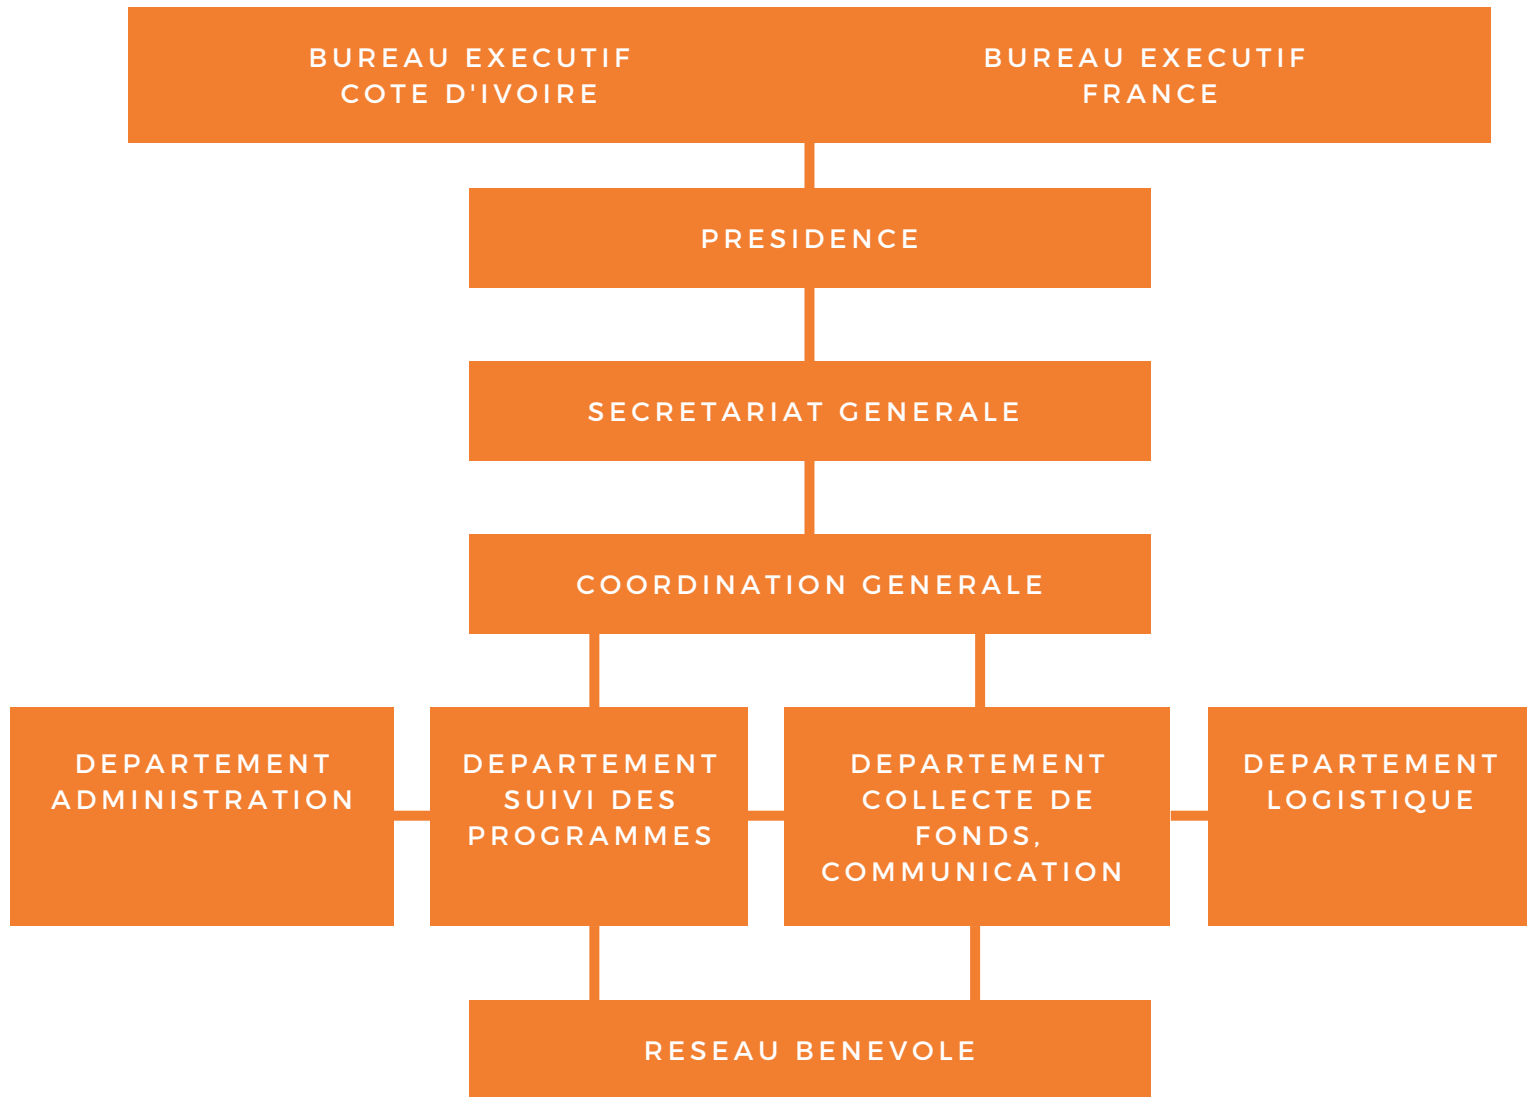 BUREAU EXECUTIF
COTE D'IVOIRE
BUREAU EXECUTIF
FRANCE
PRESIDENCE
SECRETARIAT GENERALE
COORDINATION GENERALE
DEPARTEMENT
ADMINISTRATION
DEPARTEMENT
SUIVI DES
PROGRAMMES
DEPARTEMENT
COLLECTE DE
FONDS,
COMMUNICATION
DEPARTEMENT
LOGISTIQUE
RESEAU BENEVOLE